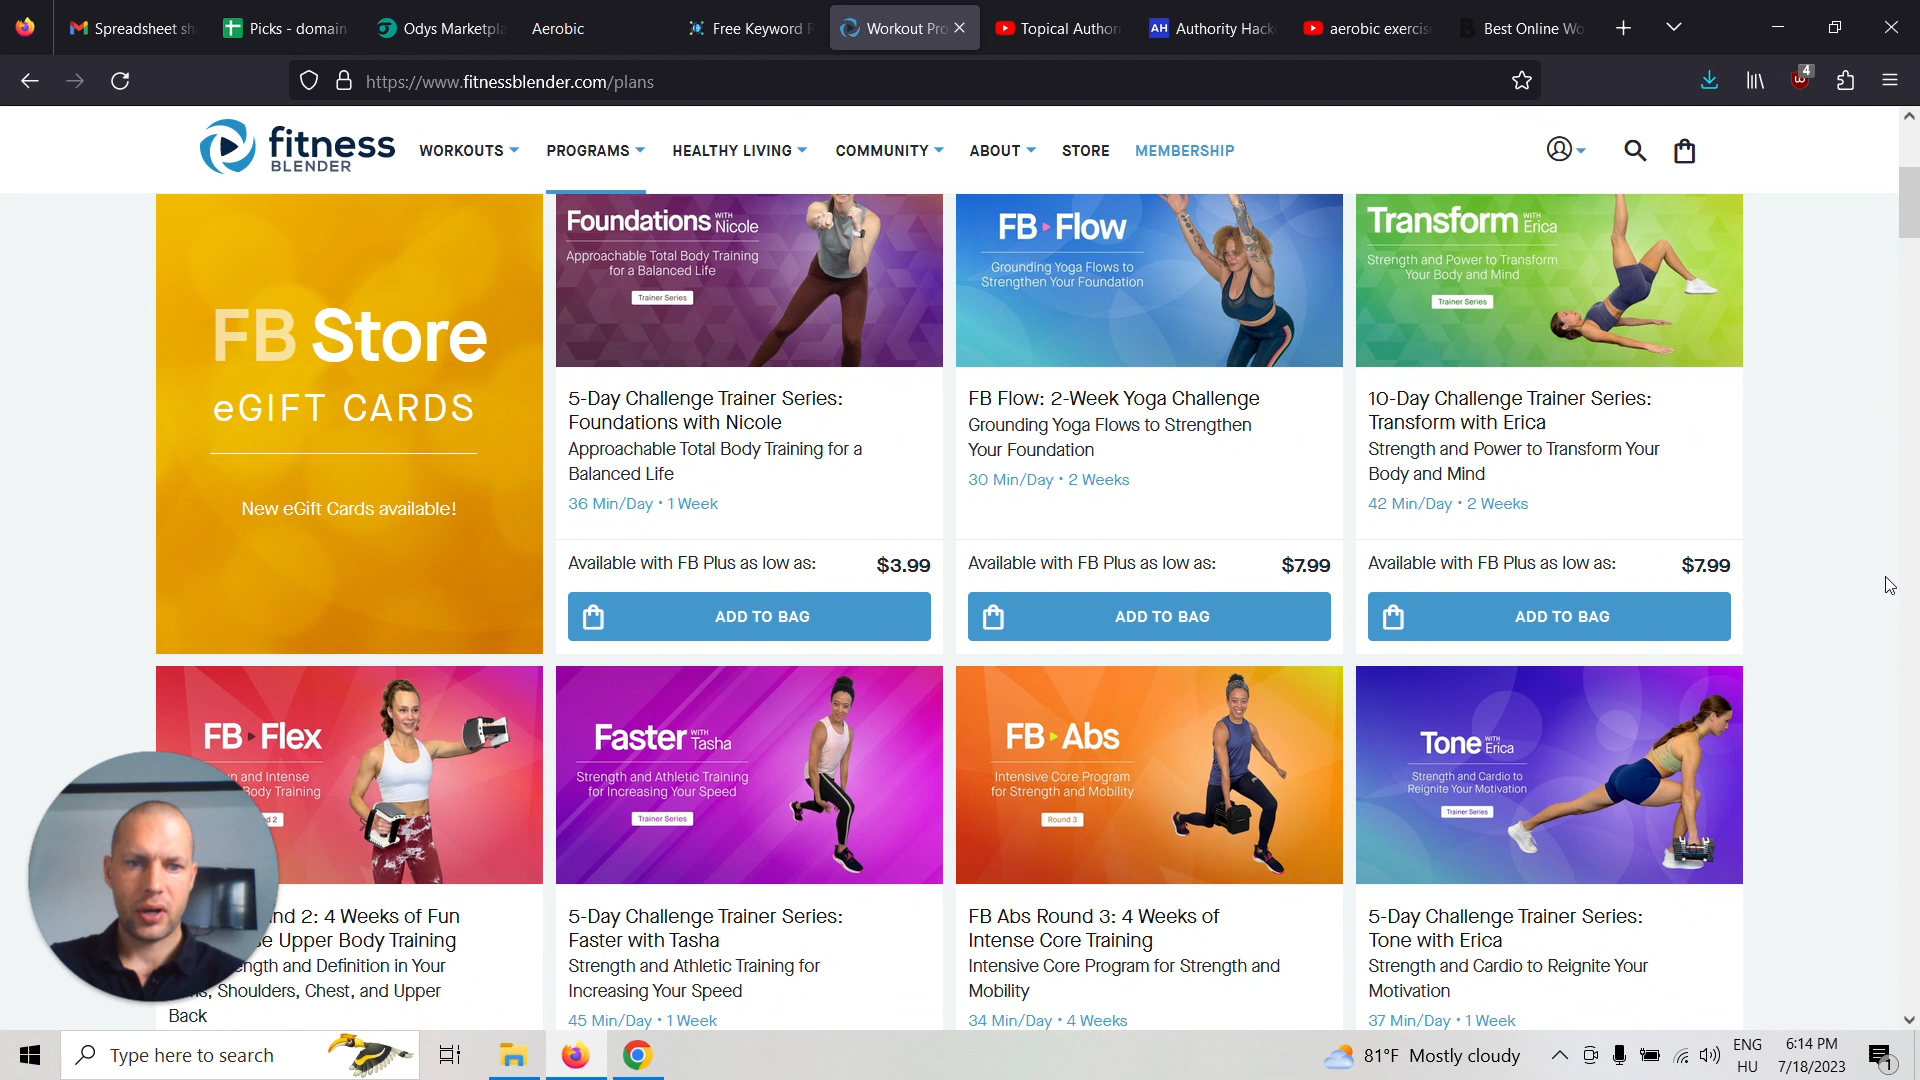 Spreadsheet sh
Picks - domain
Odys Marketpla
Aerobic
Free Keyword R
Workout Pro
Topical Authori
AH
Authority Hack
aerobic exercis
Best Online Wo
https://www.fitnessblender.com/plans
4
fitness
BLENDER
WORKOUTS
PROGRAMS
HEALTHY LIVING
COMMUNITY
ABOUT
STORE
MEMBERSHIP
FB Store
eGIFT CARDS
New eGift Cards available!
Foundations WITH Nicole
Approachable Total Body Training
for a Balanced Life
Trainer Series
5-Day Challenge Trainer Series:
Foundations with Nicole
Approachable Total Body Training for a
Balanced Life
36 Min/Day • 1 Week
Available with FB Plus as low as: $3.99
ADD TO BAG
FB Flow
Grounding Yoga Flows to
Strengthen Your Foundation
FB Flow: 2-Week Yoga Challenge
Grounding Yoga Flows to Strengthen
Your Foundation
30 Min/Day • 2 Weeks
Available with FB Plus as low as: $7.99
ADD TO BAG
Transform WITH Erica
Strength and Power to Transform
Your Body and Mind
Trainer Series
10-Day Challenge Trainer Series:
Transform with Erica
Strength and Power to Transform Your
Body and Mind
42 Min/Day • 2 Weeks
Available with FB Plus as low as: $7.99
ADD TO BAG
FB Flex
and Intense
Body Training
2
2: 4 Weeks of Fun
Upper Body Training
and Definition in Your
Shoulders, Chest, and Upper
Back
Faster WITH Tasha
Strength and Athletic Training
for Increasing Your Speed
Trainer Series
5-Day Challenge Trainer Series:
Faster with Tasha
Strength and Athletic Training for
Increasing Your Speed
45 Min/Day • 1 Week
FB Abs
Intensive Core Program
for Strength and Mobility
Round 3
FB Abs Round 3: 4 Weeks of
Intense Core Training
Intensive Core Program for Strength and
Mobility
34 Min/Day • 4 Weeks
Tone WITH Erica
Strength and Cardio to
Reignite Your Motivation
Trainer Series
5-Day Challenge Trainer Series:
Tone with Erica
Strength and Cardio to Reignite Your
Motivation
37 Min/Day • 1 Week
Type here to search
81°F Mostly cloudy
ENG
HU
6:14 PM
7/18/2023
1